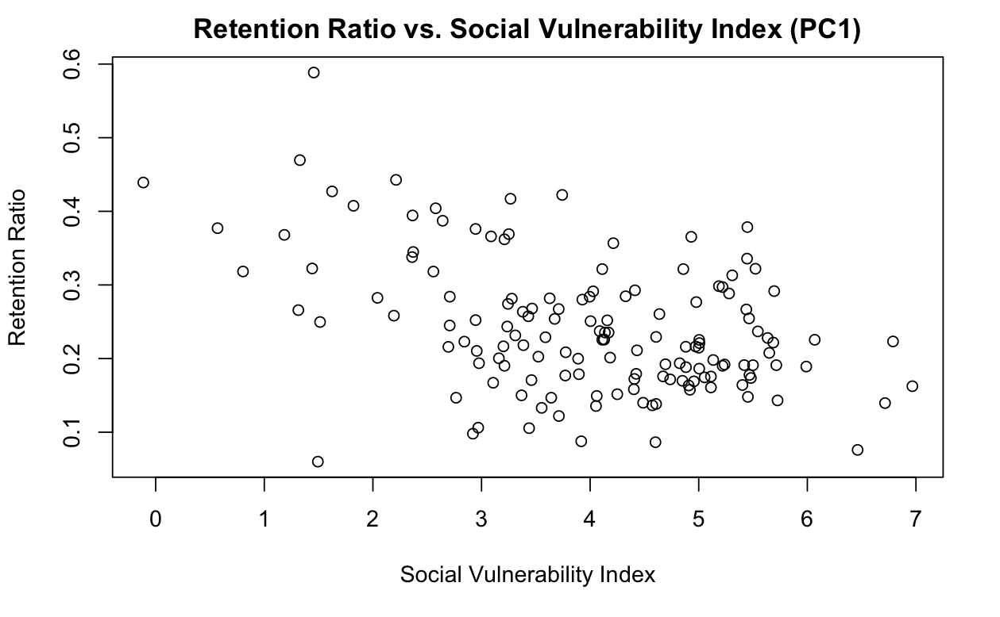 Retention Ratio vs. Social Vulnerability Index (PC1)
Retention Ratio
0.6
0.5
0.4
0.3
0.2
0.1
0 1 2 3 4 5 6 7
Social Vulnerability Index